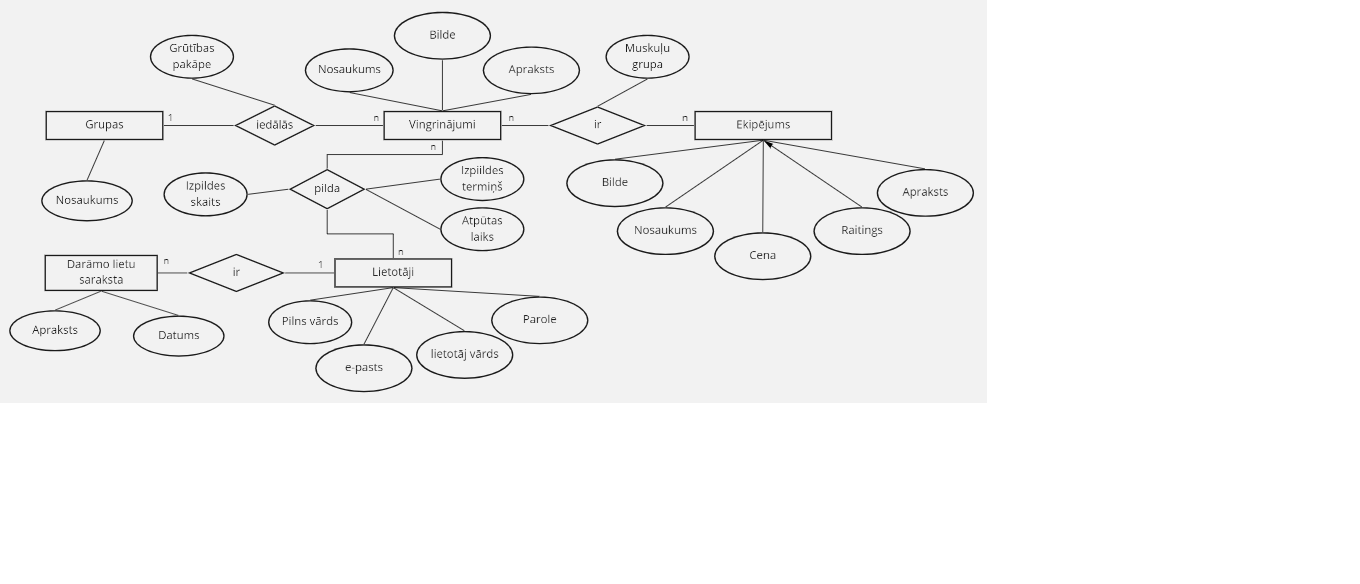 Bilde
Grūtības
pakāpe
Muskuļu
grupa
Nosaukums
Apraksts
Grupas
1
iedālās
n
Vingrinājumi
n
ir
n
Ekipējums
n
Izpildes
skaits
pilda
Izpiildes
termiņš
Bilde
Apraksts
Nosaukums
Atpūtas
laiks
Nosaukums
Raitings
Cena
n
Darāmo lietu
saraksta
n
ir
1
Lietotāji
Apraksts
Datums
Pilns vārds
Parole
lietotāj vārds
e-pasts